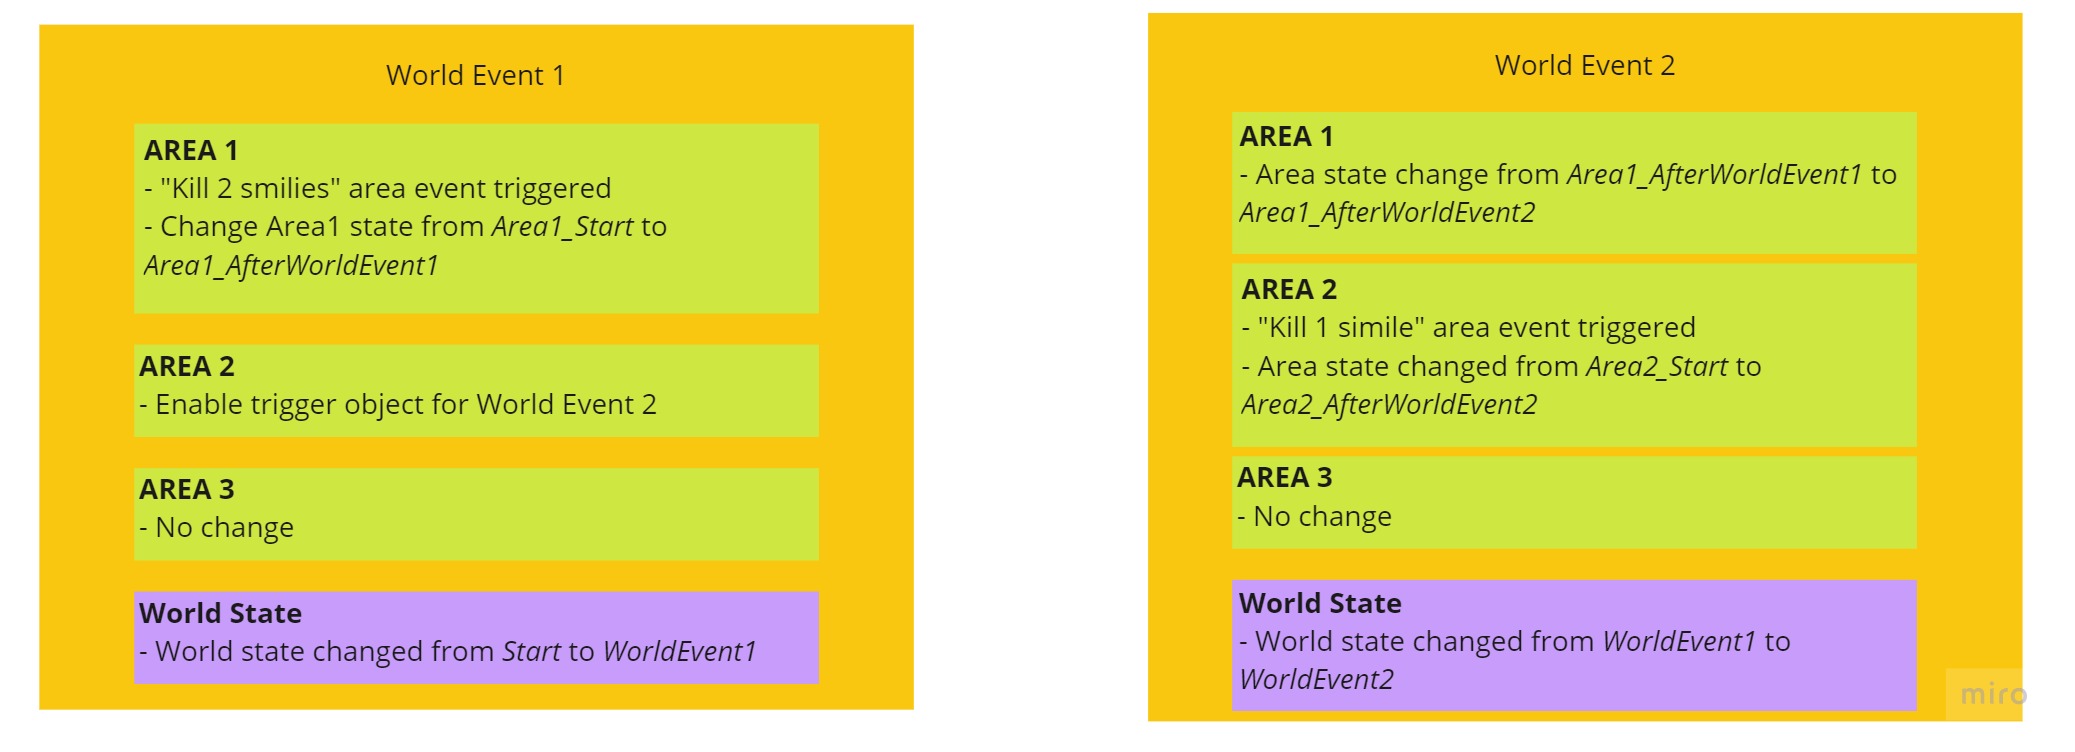 World Event 1
AREA 1
- "Kill 2 smilies" area event triggered
- Change Area1 state from Area1_Start to
Area1_AfterWorldEvent1
AREA 2
- Enable trigger object for World Event 2
AREA 3
- No change
World State
- World state changed from Start to WorldEvent1
World Event 2
AREA 1
- Area state change from Area1_AfterWorldEvent1 to
Area1_AfterWorldEvent2
AREA 2
- "Kill 1 simile" area event triggered
- Area state changed from Area2_Start to
Area2_AfterWorldEvent2
AREA 3
- No change
World State
- World state changed from WorldEvent1 to
WorldEvent2
miro